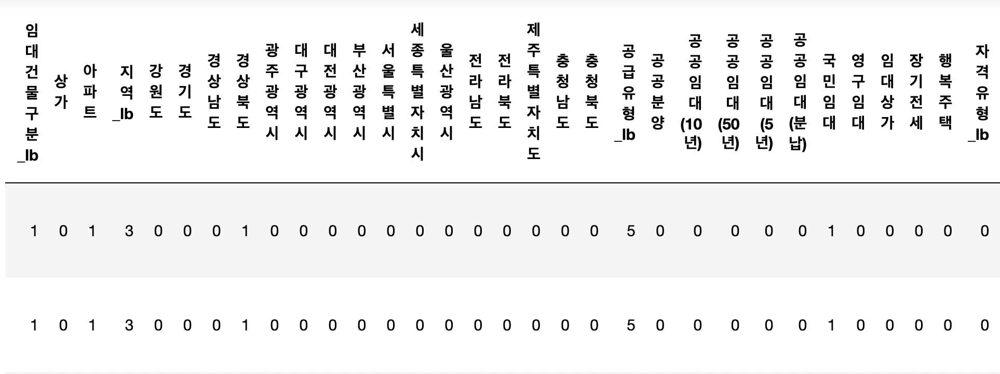 임대건물구분_lb 상가 아파트 지역_lb 강원도 경기도 경상남도 경상북도 광주광역시 대구광역시 대전광역시 부산광역시 서울특별시 세종특별자치시 울산광역시 전라남도 전라북도 제주특별자치도 충청남도 충청북도 공급유형_lb 공공분양 공공임대(10년) 공공임대(50년) 공공임대(5년) 공공임대(분납) 국민임대 영구임대 임대상가 장기전세 행복주택 자격유형_lb
1 0 1 3 0 0 0 1 0 0 0 0 0 0 0 0 0 0 0 0 5 0 0 0 0 0 1 0 0 0 0 0
1 0 1 3 0 0 0 1 0 0 0 0 0 0 0 0 0 0 0 0 5 0 0 0 0 0 1 0 0 0 0 0